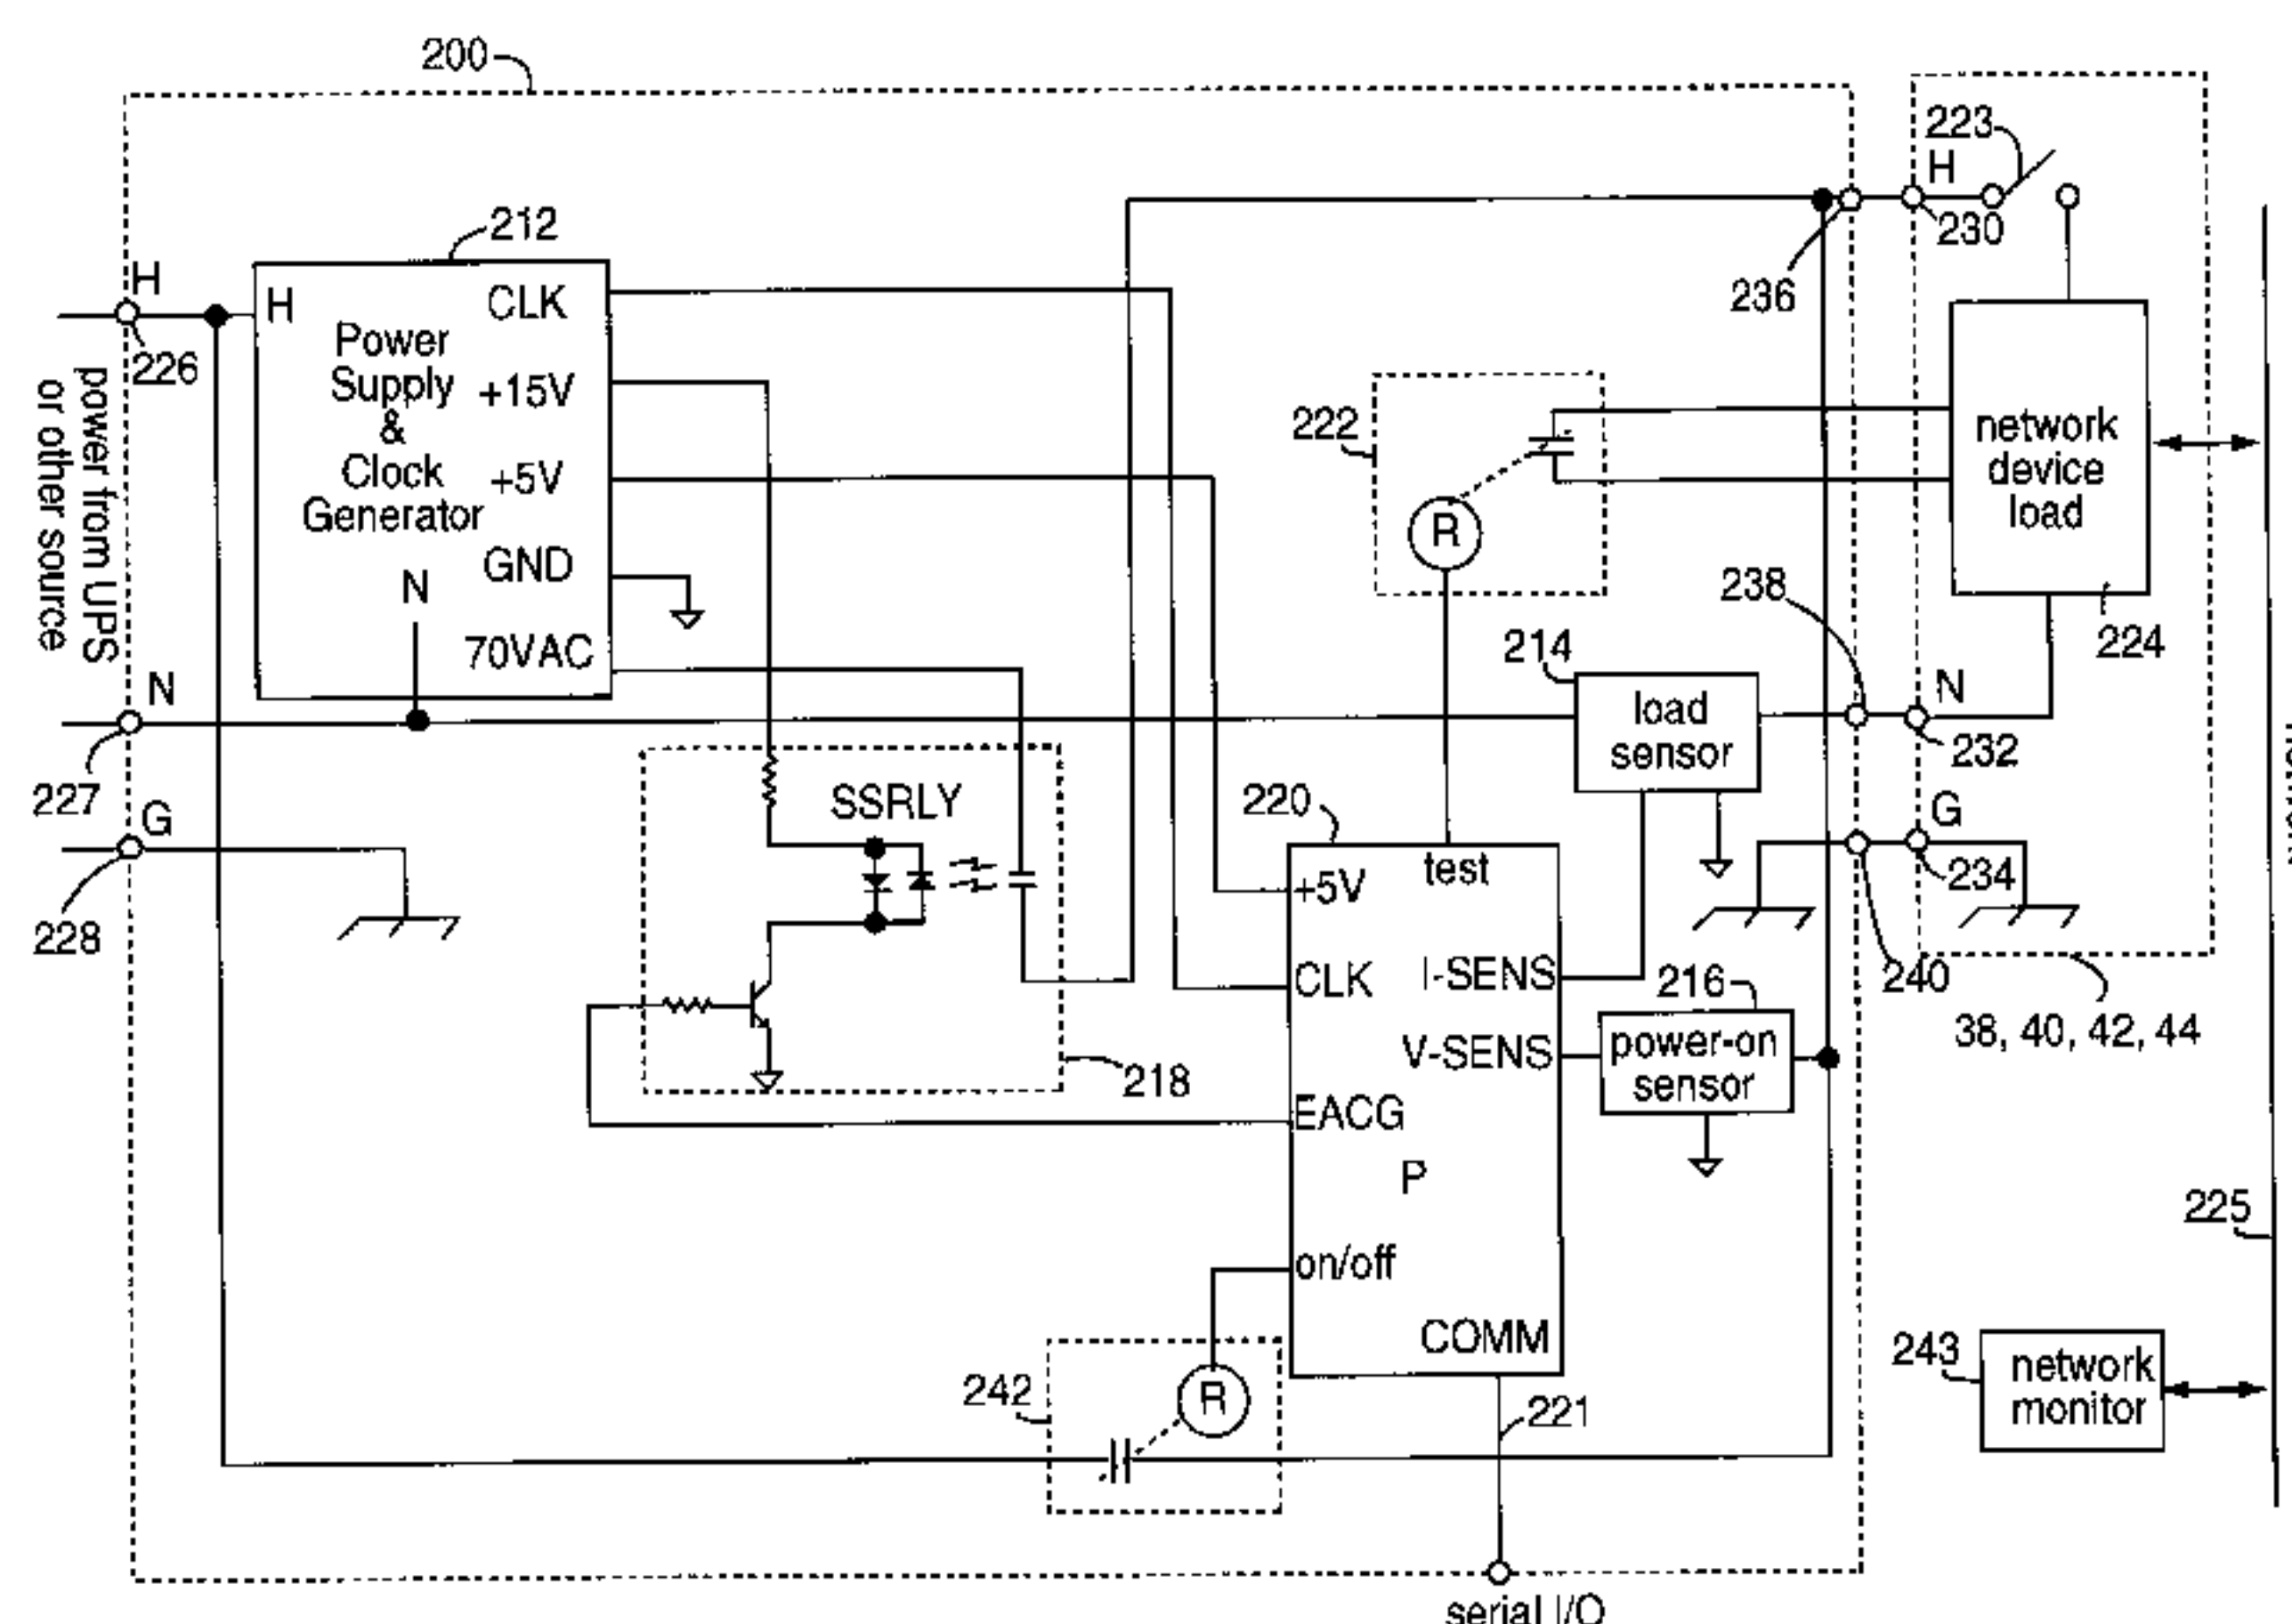 200
212
H
226
power from UPS
or other source
N
227
G
228
H
CLK
Power
Supply
&
Clock
Generator
+15V
+5V
GND
N
70VAC
SSRLY
218
222
R
214
load
sensor
220
test
+5V
CLK
I-SENS
V-SENS
EACG
P
on/off
COMM
216
power-on
sensor
242
R
221
serial I/O
236
238
240
223
H
230
network
device
load
224
N
232
G
234
38, 40, 42, 44
225
243
network
monitor